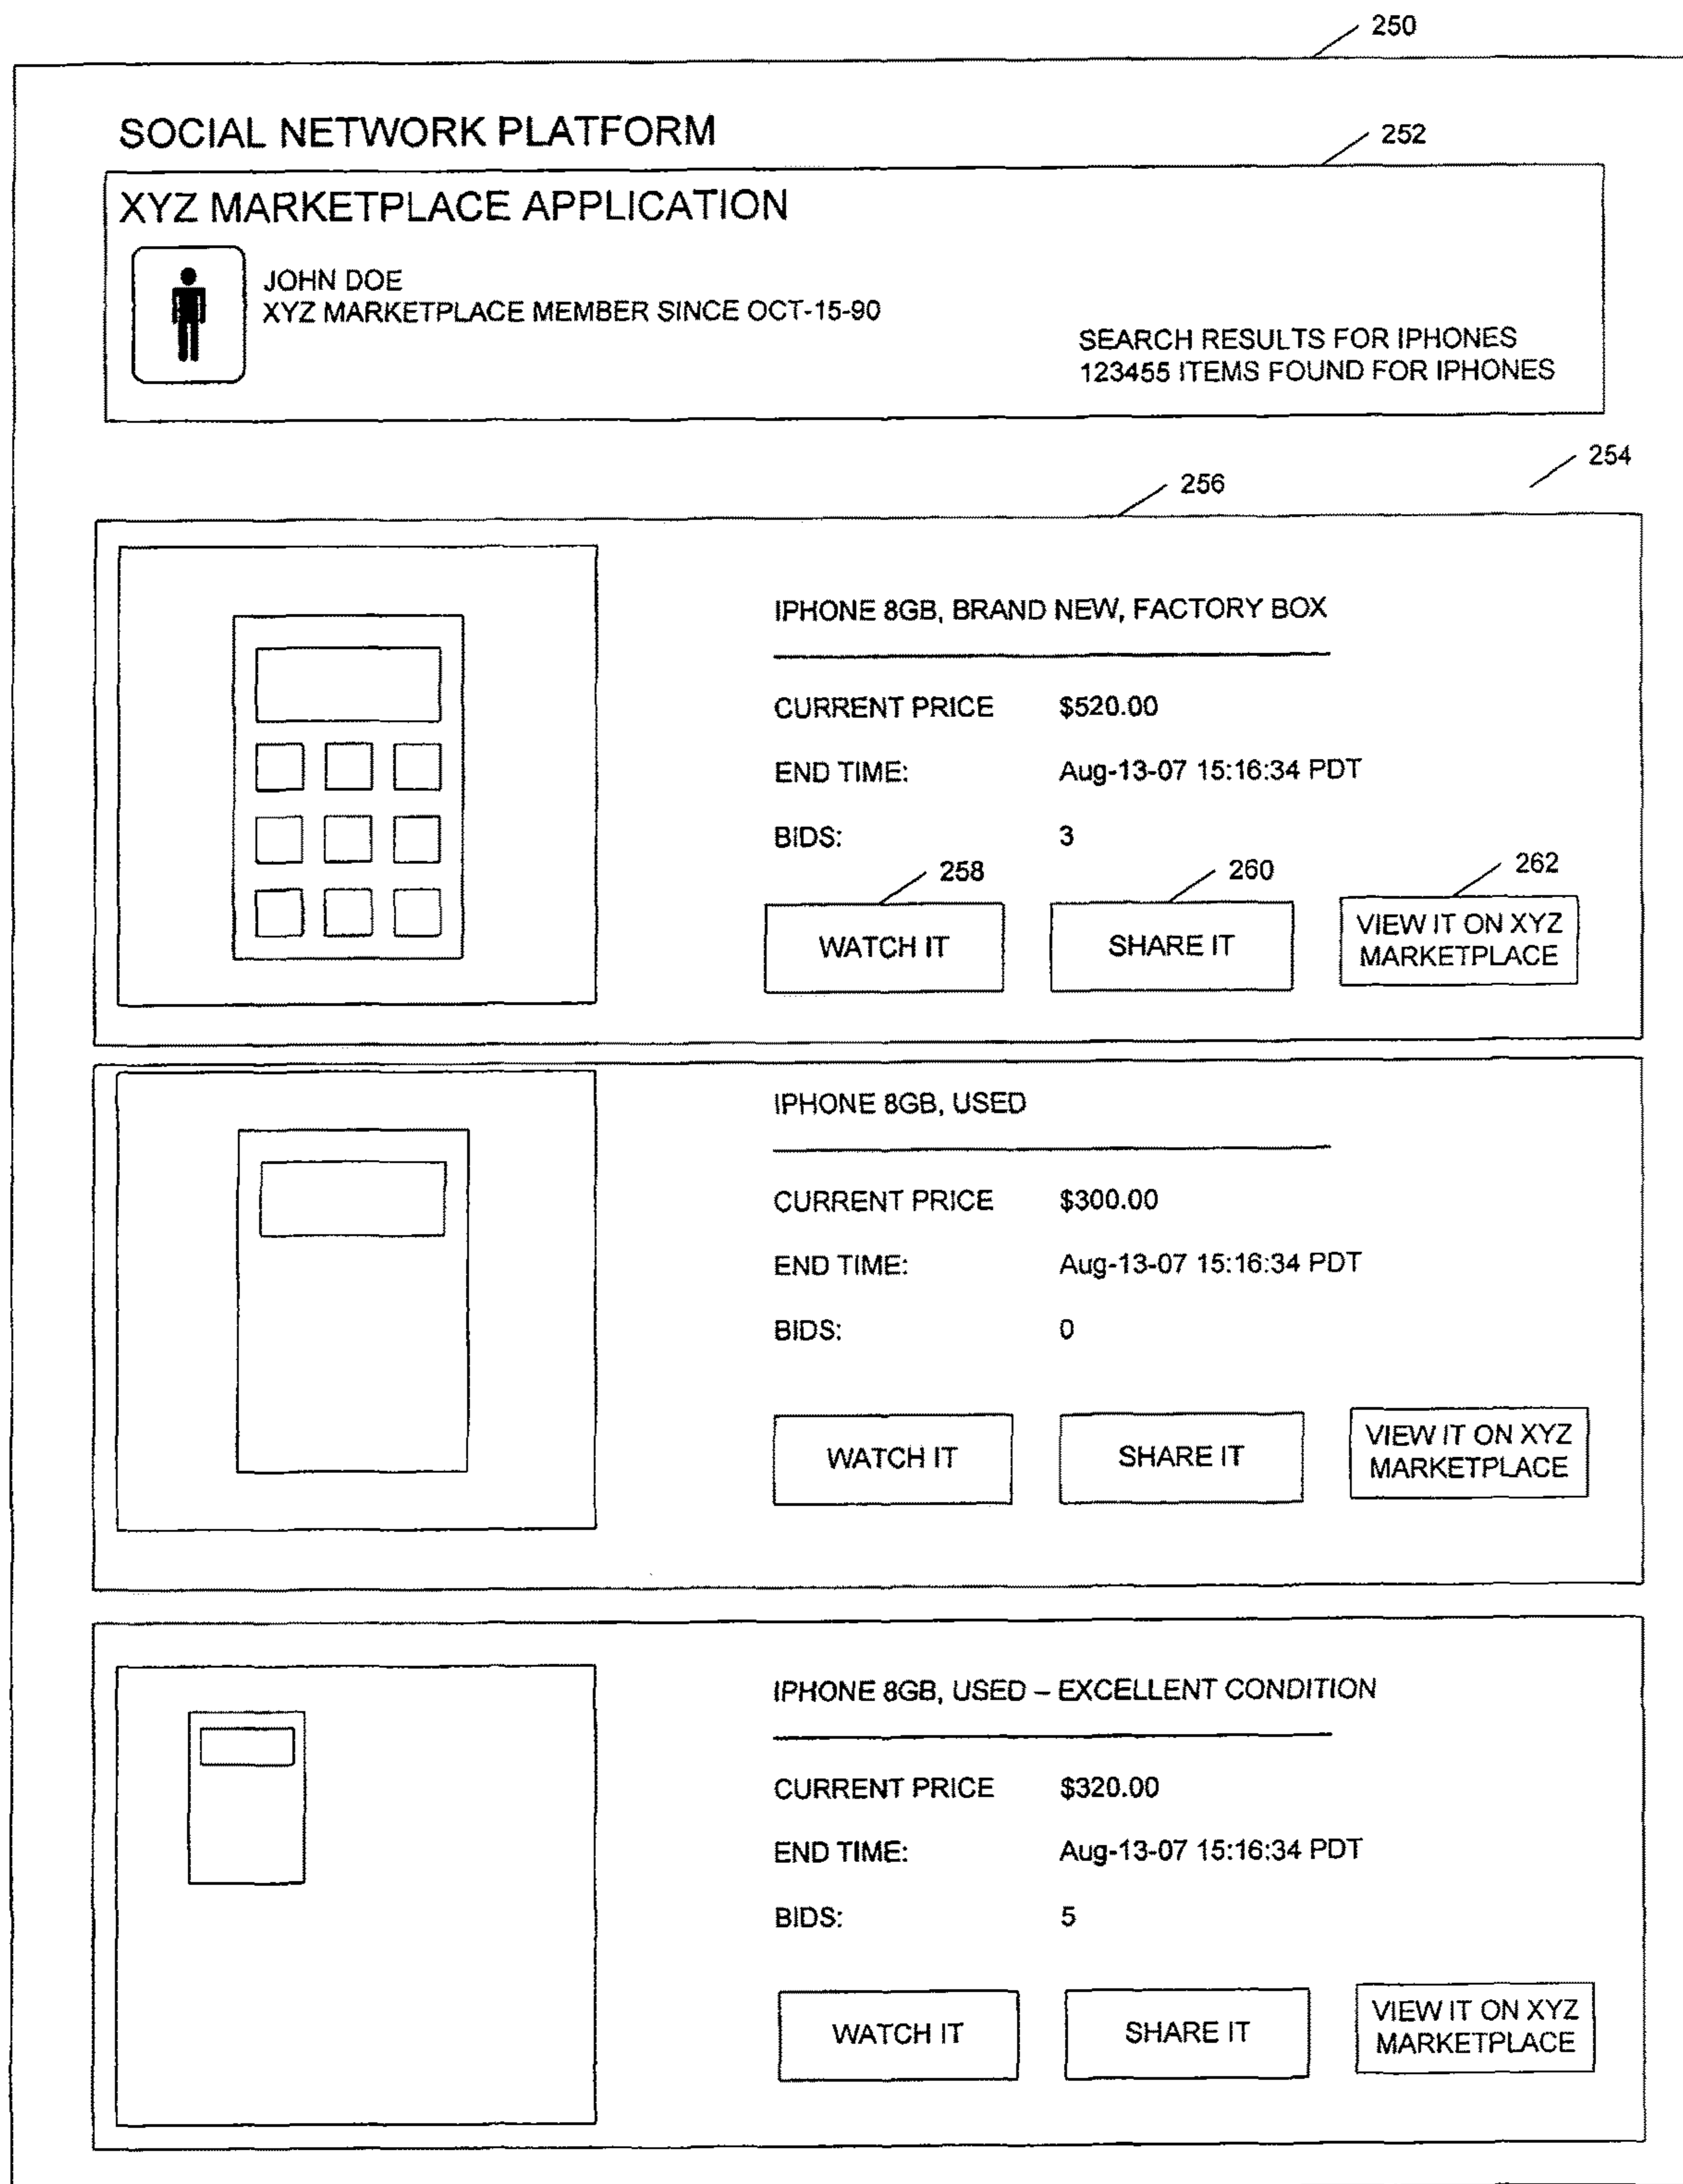 250
SOCIAL NETWORK PLATFORM
252
XYZ MARKETPLACE APPLICATION
JOHN DOE
XYZ MARKETPLACE MEMBER SINCE OCT-15-90
SEARCH RESULTS FOR IPHONES
123455 ITEMS FOUND FOR IPHONES
254
256
IPHONE 8GB, BRAND NEW, FACTORY BOX
CURRENT PRICE $520.00
END TIME: Aug-13-07 15:16:34 PDT
BIDS: 3
258 260 262
WATCH IT
SHARE IT
VIEW IT ON XYZ
MARKETPLACE
IPHONE 8GB, USED
CURRENT PRICE $300.00
END TIME: Aug-13-07 15:16:34 PDT
BIDS: 0
WATCH IT
SHARE IT
VIEW IT ON XYZ
MARKETPLACE
IPHONE 8GB, USED – EXCELLENT CONDITION
CURRENT PRICE $320.00
END TIME: Aug-13-07 15:16:34 PDT
BIDS: 5
WATCH IT
SHARE IT
VIEW IT ON XYZ
MARKETPLACE